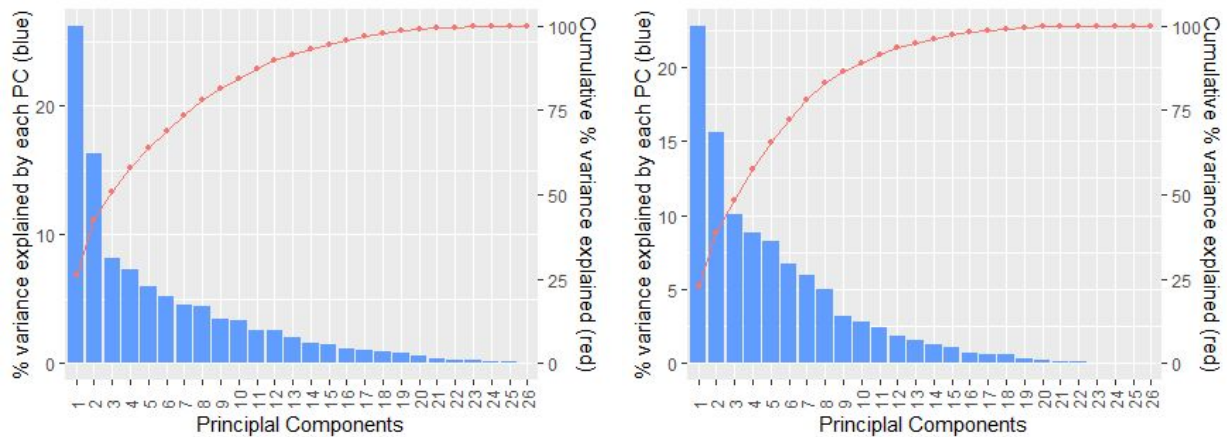 % variance explained by each PC (blue)
20
10
0
100
75
50
25
0
Cumulative % variance explained (red)
1 2 3 4 5 6 7 8 9 10 11 12 13 14 15 16 17 18 19 20 21 22 23 24 25 26
Principlal Components
% variance explained by each PC (blue)
20
15
10
5
0
100
75
50
25
0
Cumulative % variance explained (red)
1 2 3 4 5 6 7 8 9 10 11 12 13 14 15 16 17 18 19 20 21 22 23 24 25 26
Principlal Components